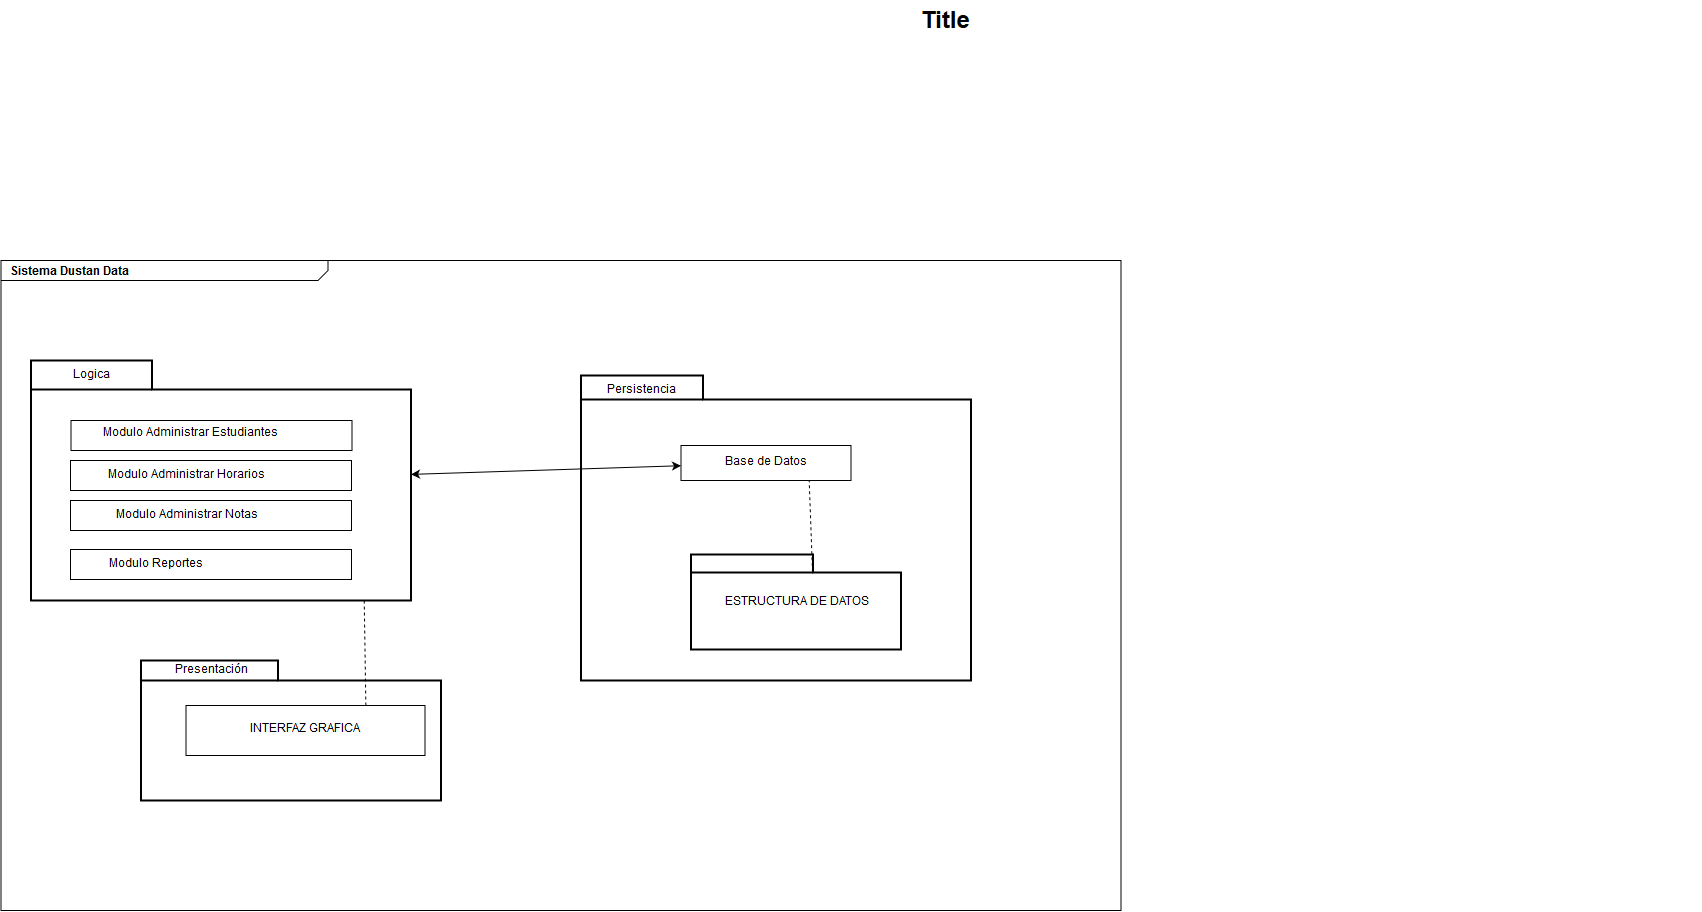 Title
Sistema Dustan Data
Logica
Modulo Administrar Estudiantes
Modulo Administrar Horarios
Modulo Administrar Notas
Modulo Reportes
Persistencia
Base de Datos
ESTRUCTURA DE DATOS
Presentación
INTERFAZ GRAFICA